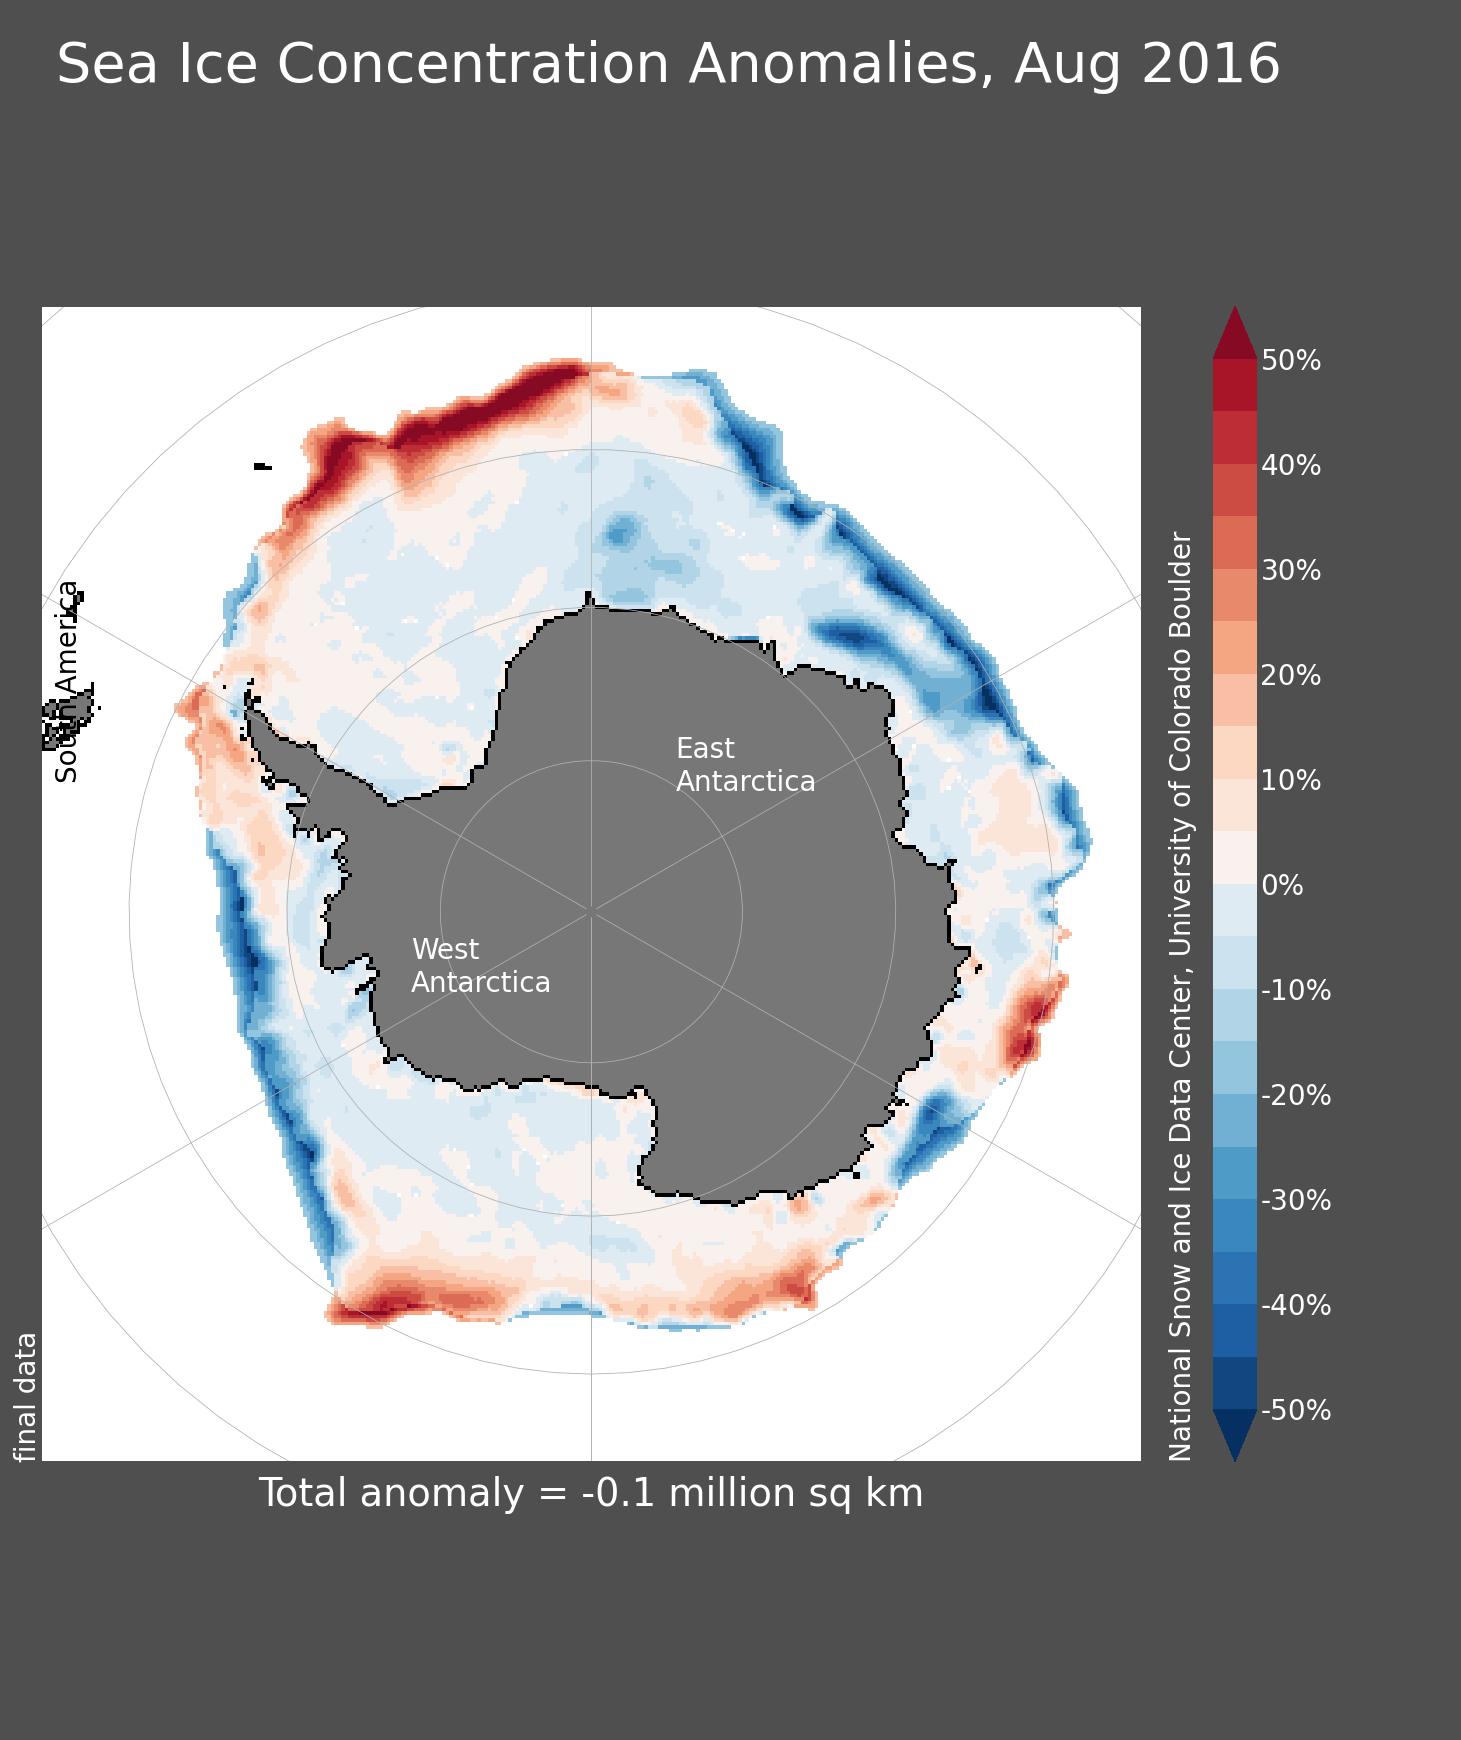 Sea Ice Concentration Anomalies, Aug 2016
South America
East
Antarctica
West
Antarctica
final data
National Snow and Ice Data Center, University of Colorado Boulder
50%
40%
30%
20%
10%
0%
-10%
-20%
-30%
-40%
-50%
Total anomaly = -0.1 million sq km